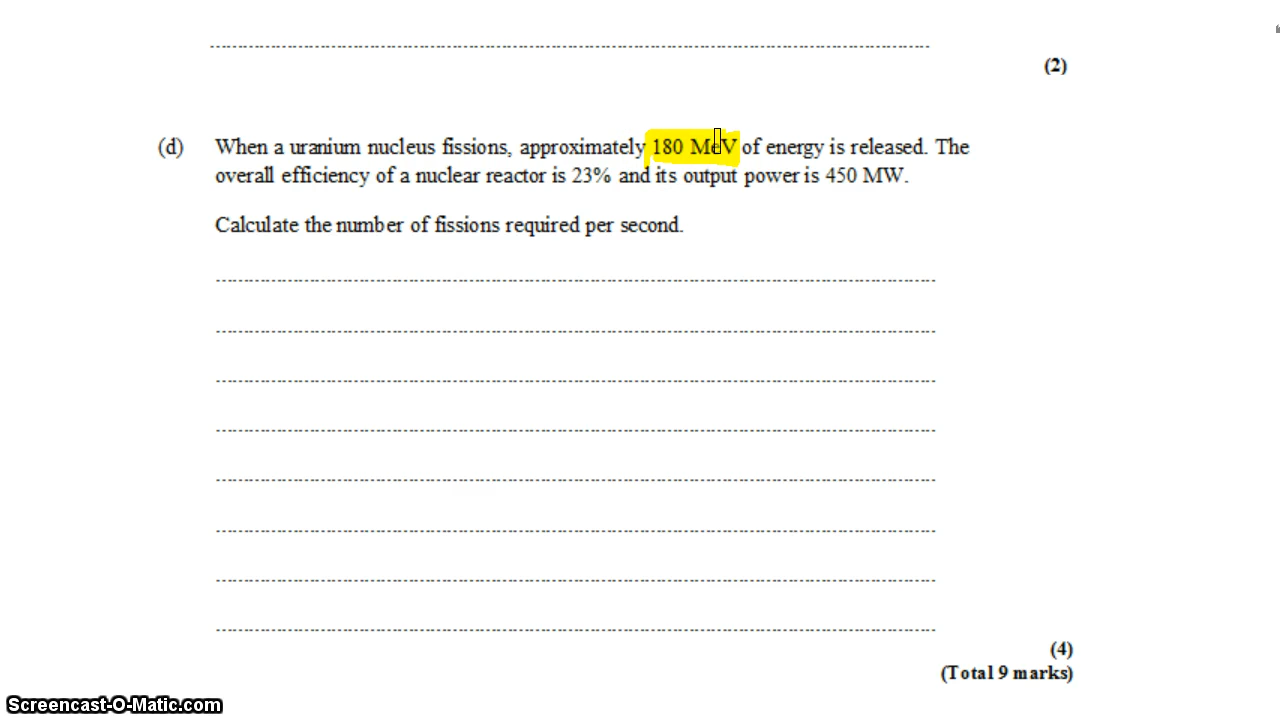 (2)
(d) When a uranium nucleus fissions, approximately 180 MeV of energy is released. The
overall efficiency of a nuclear reactor is 23% and its output power is 450 MW.
Calculate the number of fissions required per second.
(4)
(Total 9 marks)
Screencast-O-Matic.com